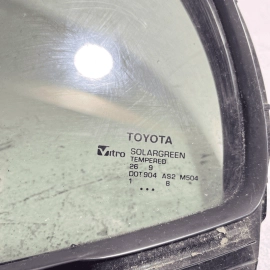 TOYOTA
Vitro SOLARGREEN
TEMPERED
26 9
DOT904 AS2 M504
1 8
...